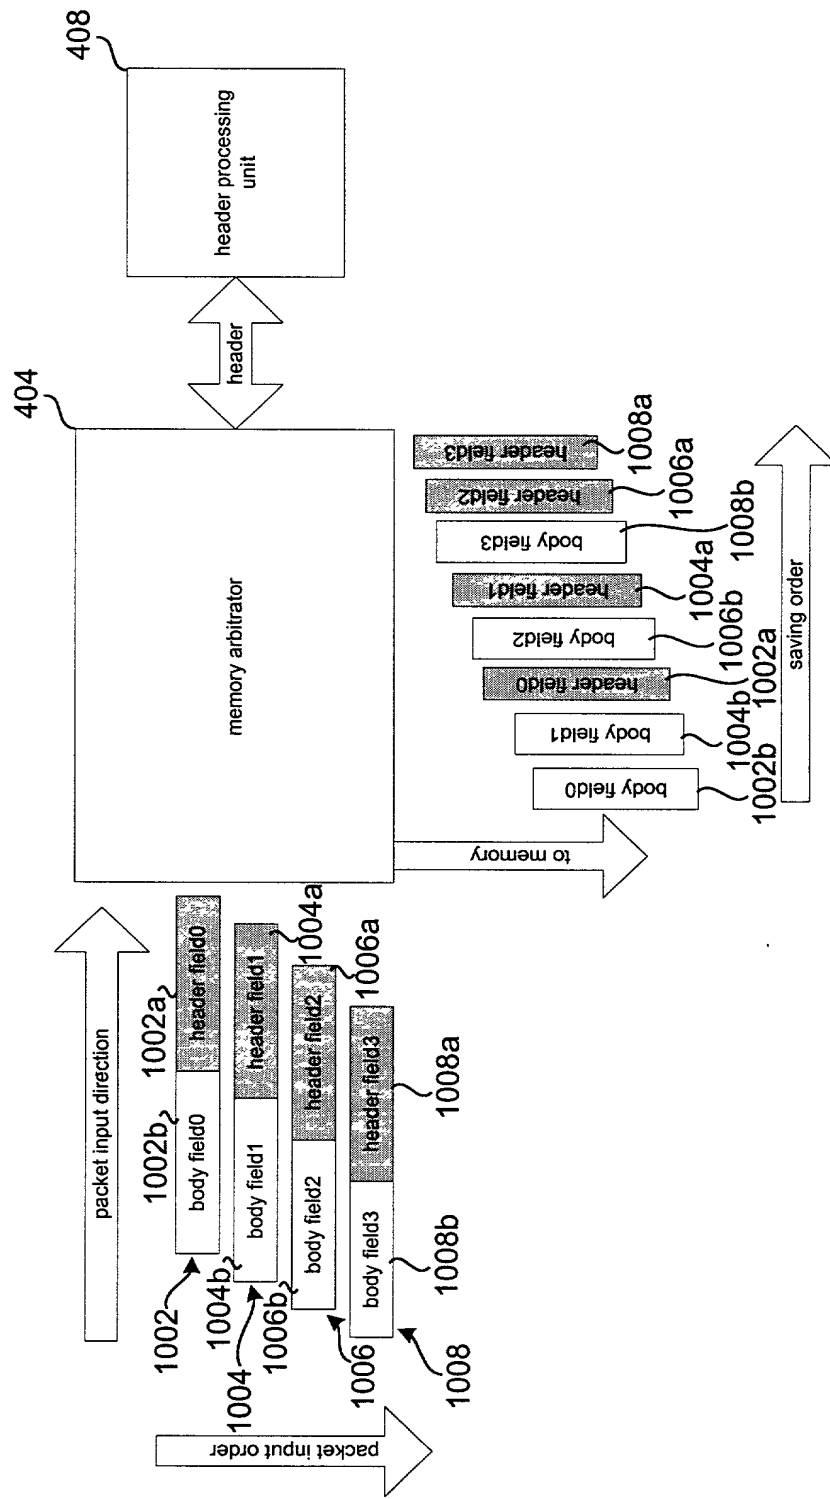 408
header processing
unit
header
404
memory arbitrator
packet input direction
1002a
1002b
body field0
header field0
1002
1004b
body field1
header field1
1004a
1004
1006b
body field2
header field2
1006a
1006
body field3
header field3
1008b
1008a
1008
packet input order
to memory
body field0
body field1
header field0
body field2
header field1
body field3
header field2
header field3
1002b
1004b
1002a
1006b
1004a
1008b
1006a
1008a
saving order